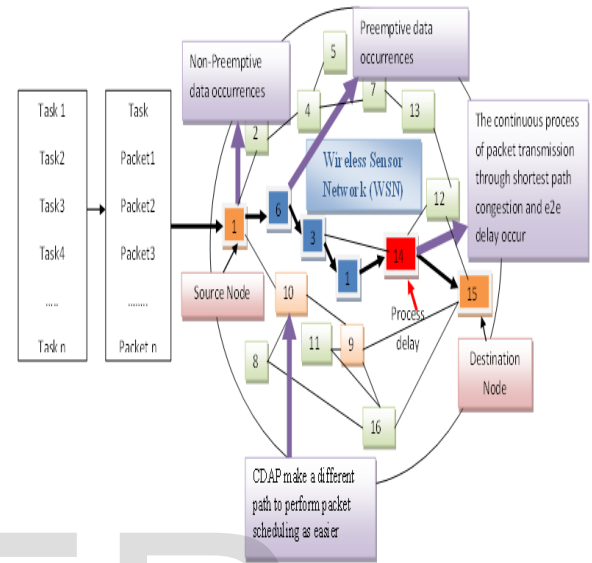 Task 1
Task2
Task3
Task4
.....
Task n
Task
Packet1
Packet2
Packet3
........
Packet n
Non-Preemptive
data occurrences
Preemptive data
occurrences
The continuous process
of packet transmission
through shortest path
congestion and e2e
delay occur
Wireless Sensor
Network (WSN)
5
4
7
13
2
12
1
6
3
1
14
15
10
11
9
8
16
Source Node
Process
delay
Destination
Node
CDAP make a different
path to perform packet
scheduling as easier